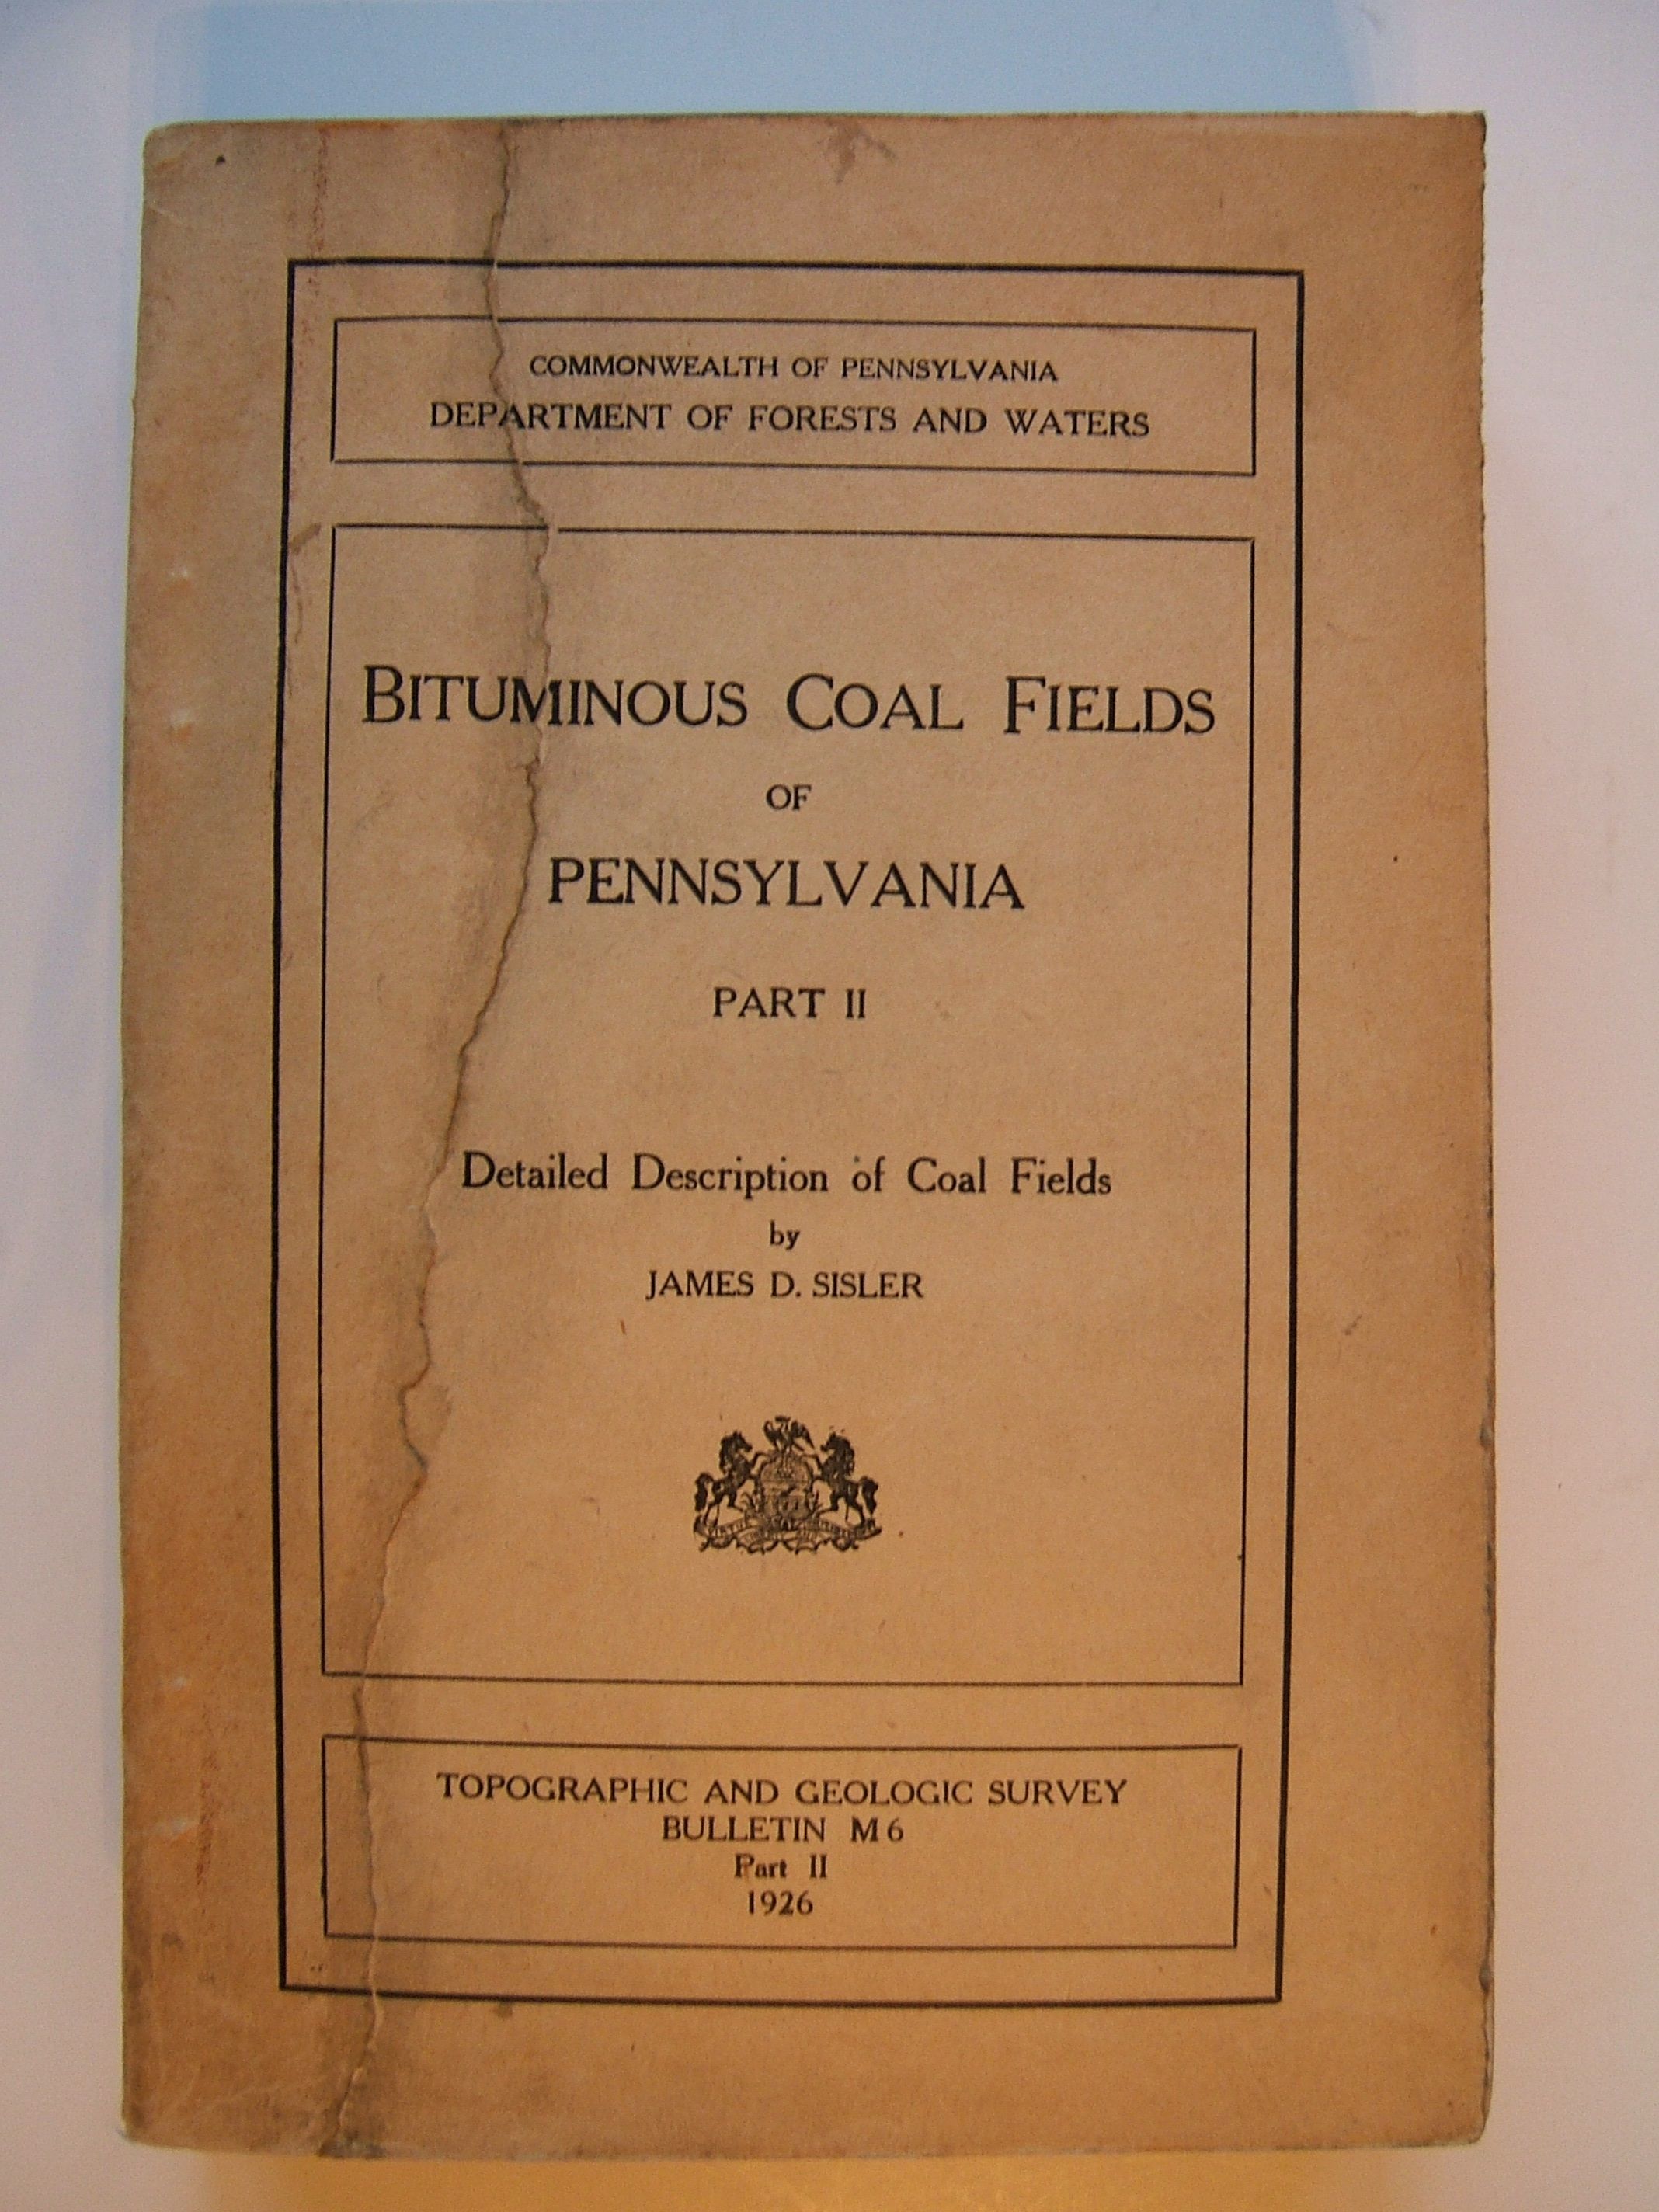 COMMONWEALTH OF PENNSYLVANIA
DEPARTMENT OF FORESTS AND WATERS
BITUMINOUS COAL FIELDS
OF
PENNSYLVANIA
PART II
Detailed Description of Coal Fields
by
JAMES D. SISLER
TOPOGRAPHIC AND GEOLOGIC SURVEY
BULLETIN M 6
Part II
1926